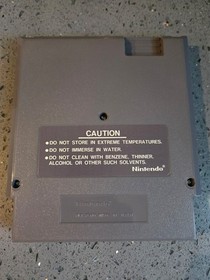 CAUTION
●DO NOT STORE IN EXTREME TEMPERATURES.
●DO NOT IMMERSE IN WATER.
●DO NOT CLEAN WITH BENZENE, THINNER,
ALCOHOL OR OTHER SUCH SOLVENTS.
Nintendo